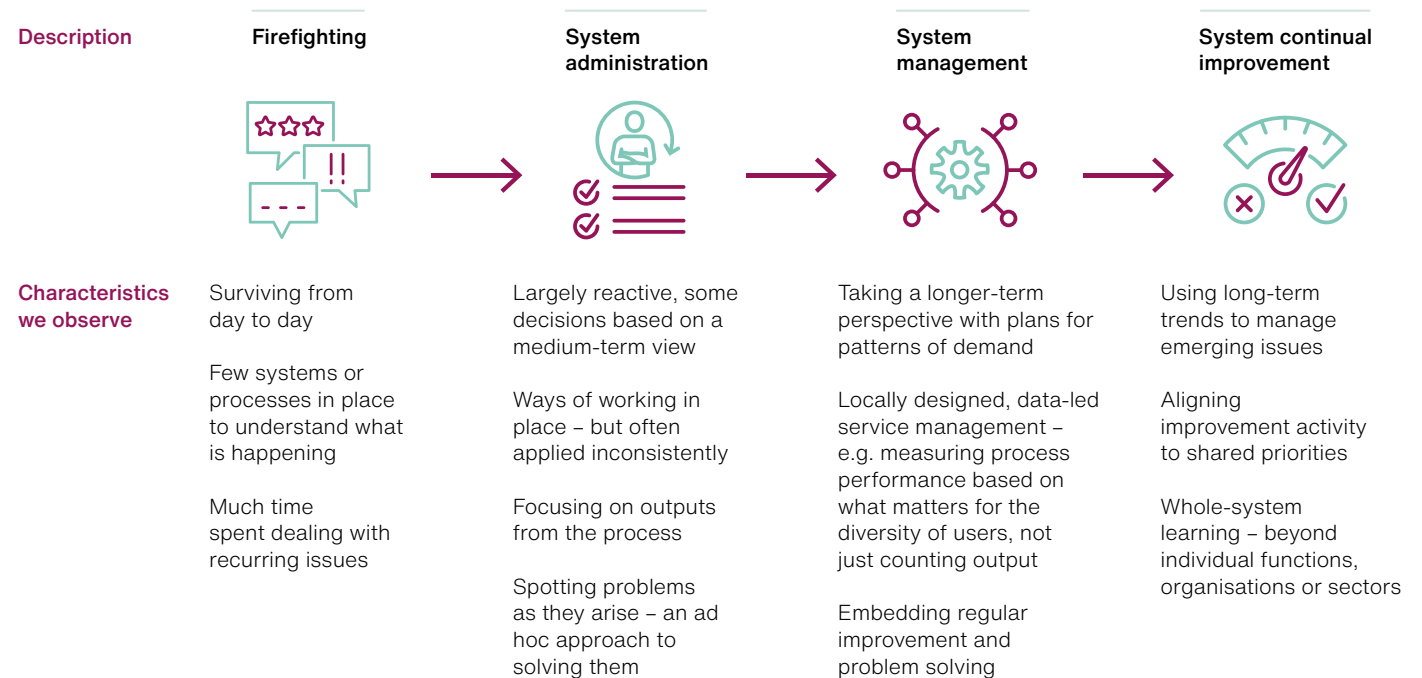 Description
Firefighting
System
administration
System
management
System continual
improvement
!!
- - -
Characteristics
we observe
Surviving from
day to day
Few systems or
processes in place
to understand what
is happening
Much time
spent dealing with
recurring issues
Largely reactive, some
decisions based on a
medium-term view
Ways of working in
place – but often
applied inconsistently
Focusing on outputs
from the process
Spotting problems
as they arise – an ad
hoc approach to
solving them
Taking a longer-term
perspective with plans for
patterns of demand
Locally designed, data-led
service management –
e.g. measuring process
performance based on
what matters for the
diversity of users, not
just counting output
Embedding regular
improvement and
problem solving
Using long-term
trends to manage
emerging issues
Aligning
improvement activity
to shared priorities
Whole-system
learning – beyond
individual functions,
organisations or sectors